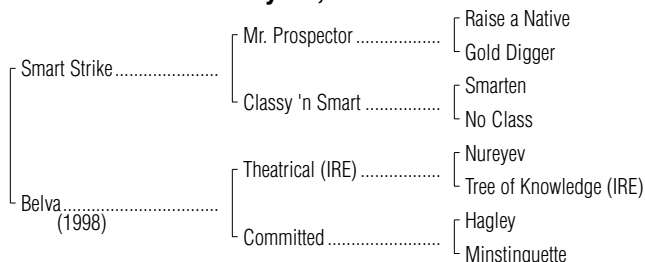 Raise a Native
Mr. Prospector ..................
Gold Digger
Smart Strike ......................
Smarten
Classy 'n Smart ................
No Class
Nureyev
Theatrical (IRE) .................
Tree of Knowledge (IRE)
Belva .................................
(1998)
Hagley
Committed ........................
Minstinguette